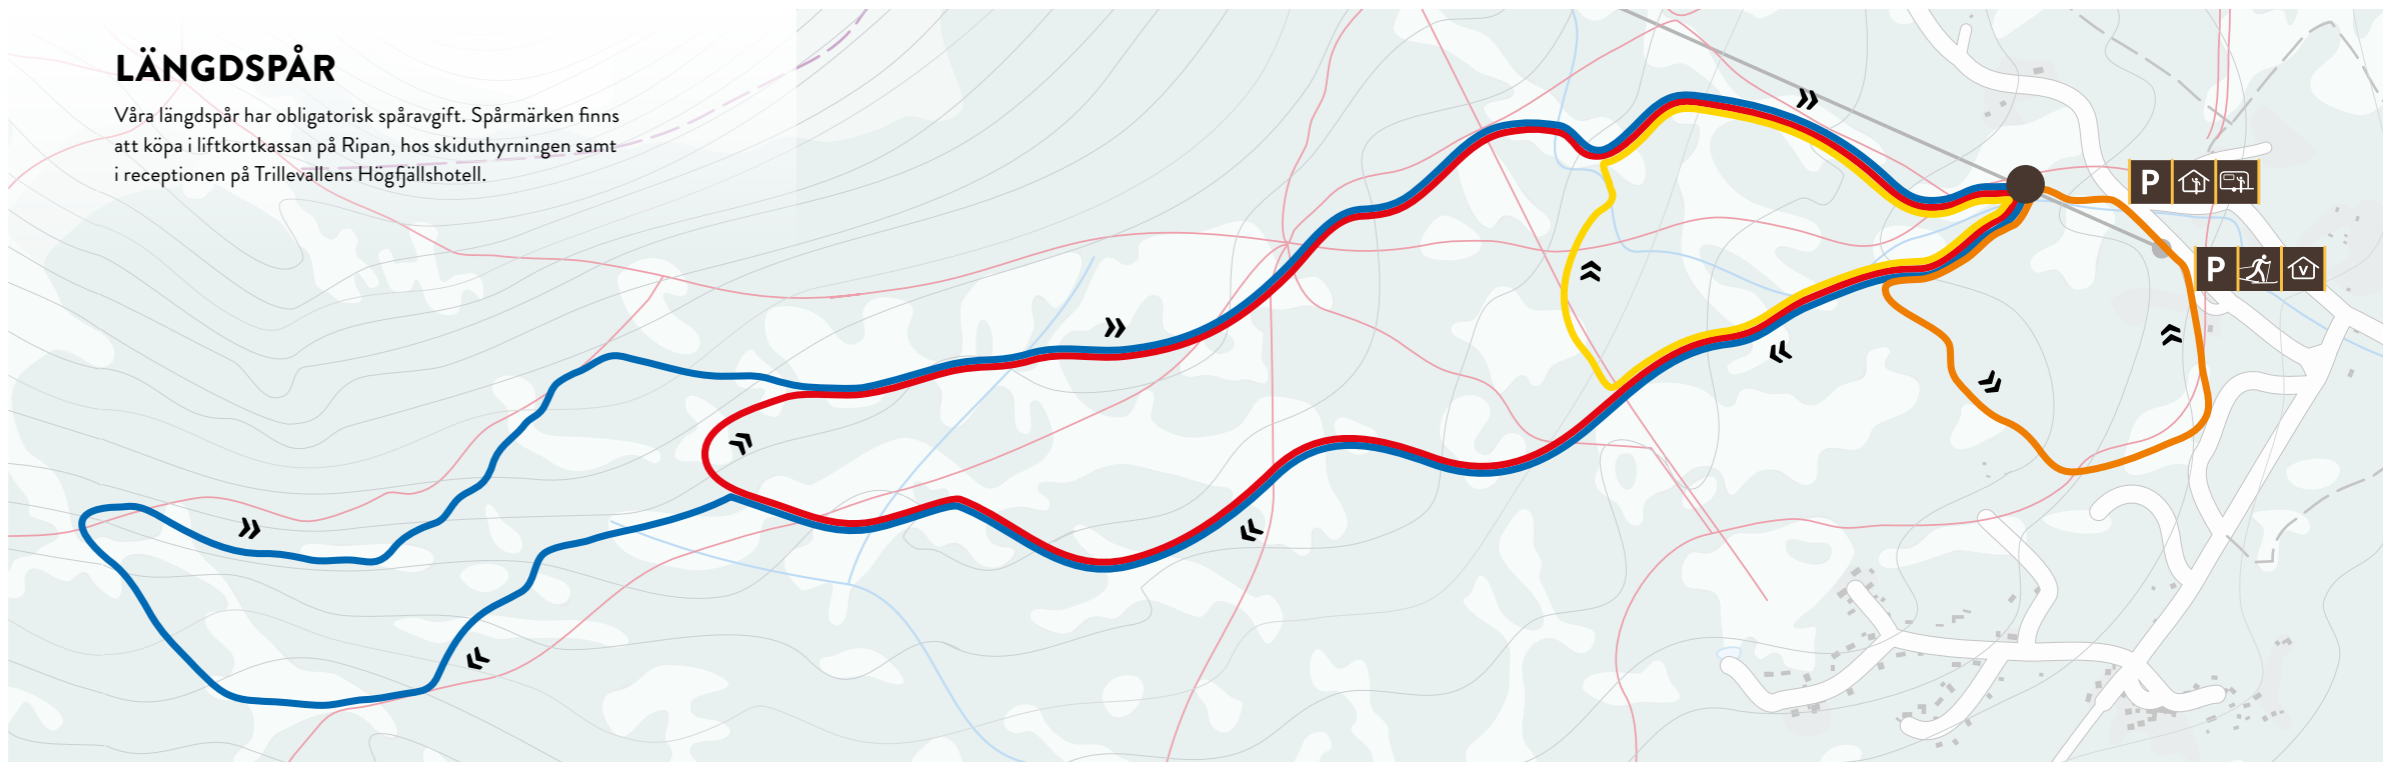 LÄNGDSPÅR
Våra längdspår har obligatorisk spåravgift. Spårmärken finns
att köpa i liftkortkassan på Ripan, hos skiduthyrningen samt
i receptionen på Trillevallens Högfjällshotell.
P
P
V